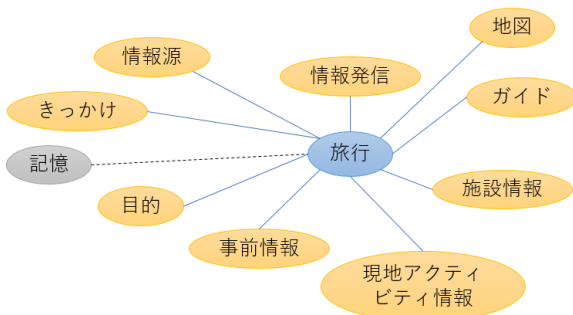 地図
情報源
情報発信
ガイド
きっかけ
旅行
記憶
施設情報
目的
事前情報
現地アクティ
ビティ情報